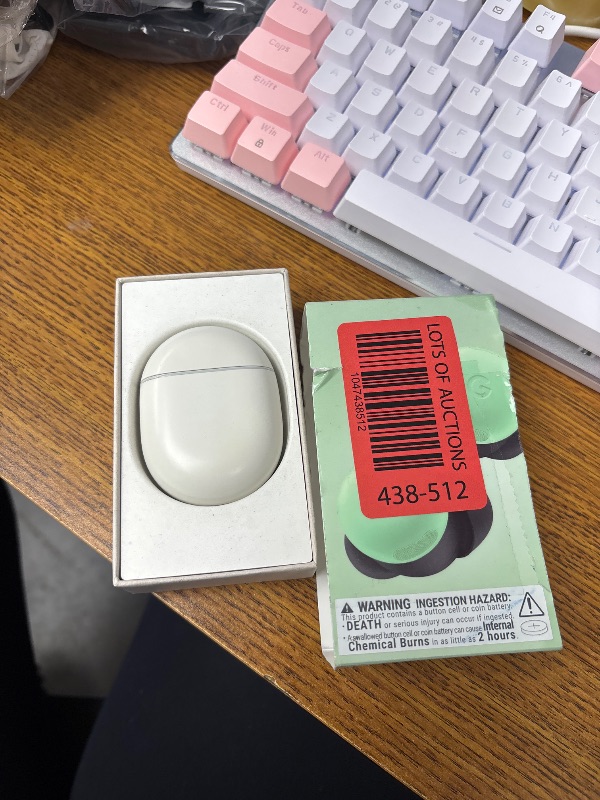 Tab
Caps
Shift
Ctrl
Win
Alt
F4
Q
W
E
R
T
Y
A
S
D
F
G
H
Z
X
C
V
B
N
LOTS OF AUCTIONS
1047438512
438-512
G
WARNING INGESTION HAZARD:
This product contains a button cell or coin battery.
• DEATH or serious injury can occur if ingested.
• A swallowed button cell or coin battery can cause Internal
Chemical Burns in as little as 2 hours.